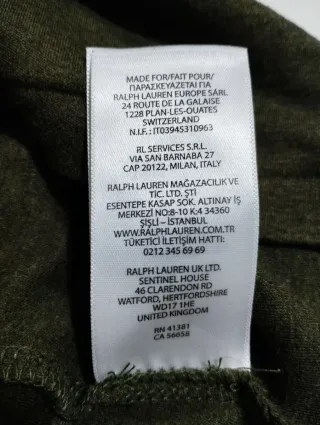 MADE FOR/FAIT POUR/
ΠΑΡΑΣΚΕΥΑΖΕΤΑΙ ΓΙΑ
RALPH LAUREN EUROPE SÀRL
24 ROUTE DE LA GALAISE
1228 PLAN-LES-OUATES
SWITZERLAND
N.I.F.: IT03945310963
RL SERVICES S.R.L.
VIA SAN BARNABA 27
CAP 20122, MILAN, ITALY
RALPH LAUREN MAĞAZACILIK VE
TİC. LTD. ŞTİ
ESENTEPE KASAP SOK. ALTINAY İŞ
MERKEZİ NO:8-10 K:4 34360
ŞİŞLİ – İSTANBUL
WWW.RALPHLAUREN.COM.TR
TÜKETİCİ İLETİŞİM HATTI:
0212 345 69 69
RALPH LAUREN UK LTD.
SENTINEL HOUSE
46 CLARENDON RD
WATFORD, HERTFORDSHIRE
WD17 1HE
UNITED KINGDOM
RN 41381
CA 56658